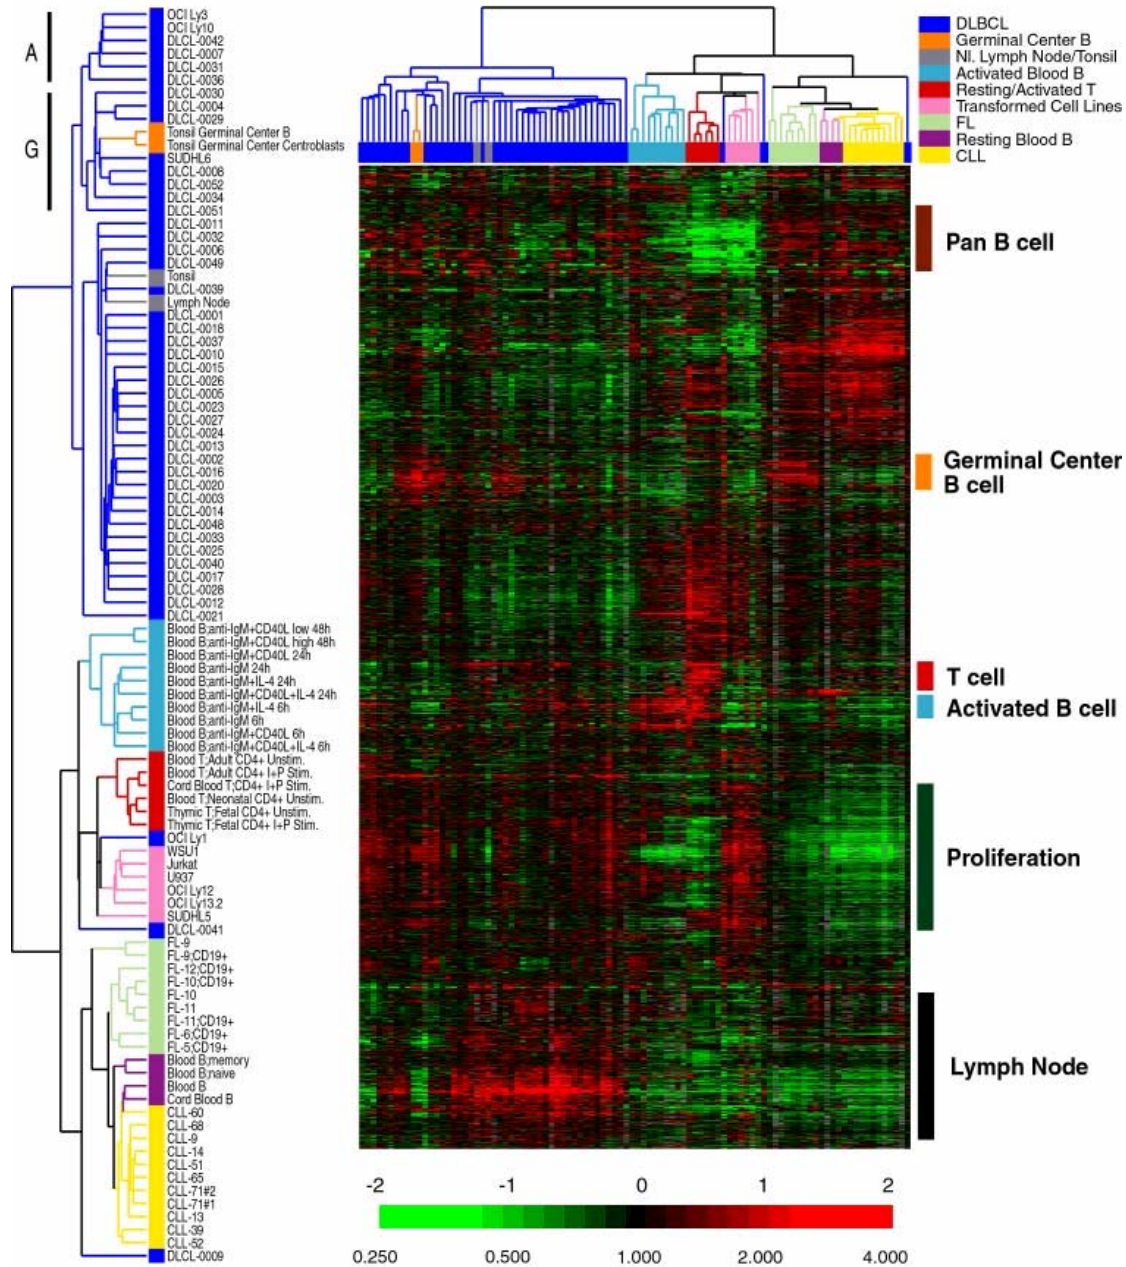 A
G
OCI Ly3
OCI Ly10
DLCL-0042
DLCL-0007
DLCL-0031
DLCL-0036
DLCL-0030
DLCL-0004
DLCL-0029
Tonsil Germinal Center B
Tonsil Germinal Center Centroblasts
SUDHL6
DLCL-0008
DLCL-0052
DLCL-0034
DLCL-0051
DLCL-0011
DLCL-0032
DLCL-0006
DLCL-0049
Tonsil
DLCL-0039
Lymph Node
DLCL-0001
DLCL-0018
DLCL-0037
DLCL-0010
DLCL-0015
DLCL-0026
DLCL-0005
DLCL-0023
DLCL-0027
DLCL-0024
DLCL-0013
DLCL-0002
DLCL-0016
DLCL-0020
DLCL-0003
DLCL-0014
DLCL-0048
DLCL-0033
DLCL-0025
DLCL-0040
DLCL-0017
DLCL-0028
DLCL-0012
DLCL-0021
Blood B;anti-IgM+CD40L low 48h
Blood B;anti-IgM+CD40L high 48h
Blood B;anti-IgM+CD40L 24h
Blood B;anti-IgM 24h
Blood B;anti-IgM+IL-4 24h
Blood B;anti-IgM+CD40L+IL-4 24h
Blood B;anti-IgM+IL-4 6h
Blood B;anti-IgM 6h
Blood B;anti-IgM+CD40L 6h
Blood B;anti-IgM+CD40L+IL-4 6h
Blood T;Adult CD4+ Unstim.
Blood T;Adult CD4+ I+P Stim.
Cord Blood T;CD4+ I+P Stim.
Blood T;Neonatal CD4+ Unstim.
Thymic T;Fetal CD4+ Unstim.
Thymic T;Fetal CD4+ I+P Stim.
OCI Ly1
WSU1
Jurkat
U937
OCI Ly12
OCI Ly13.2
SUDHL5
DLCL-0041
FL-9
FL-9;CD19+
FL-12;CD19+
FL-10;CD19+
FL-10
FL-11
FL-11;CD19+
FL-6;CD19+
FL-5;CD19+
Blood B;memory
Blood B;naive
Blood B
Cord Blood B
CLL-60
CLL-68
CLL-9
CLL-14
CLL-51
CLL-65
CLL-71#2
CLL-71#1
CLL-13
CLL-39
CLL-52
DLCL-0009
DLBCL
Germinal Center B
Nl. Lymph Node/Tonsil
Activated Blood B
Resting/Activated T
Transformed Cell Lines
FL
Resting Blood B
CLL
Pan B cell
Germinal Center
B cell
T cell
Activated B cell
Proliferation
Lymph Node
-2 -1 0 1 2
0.250 0.500 1.000 2.000 4.000